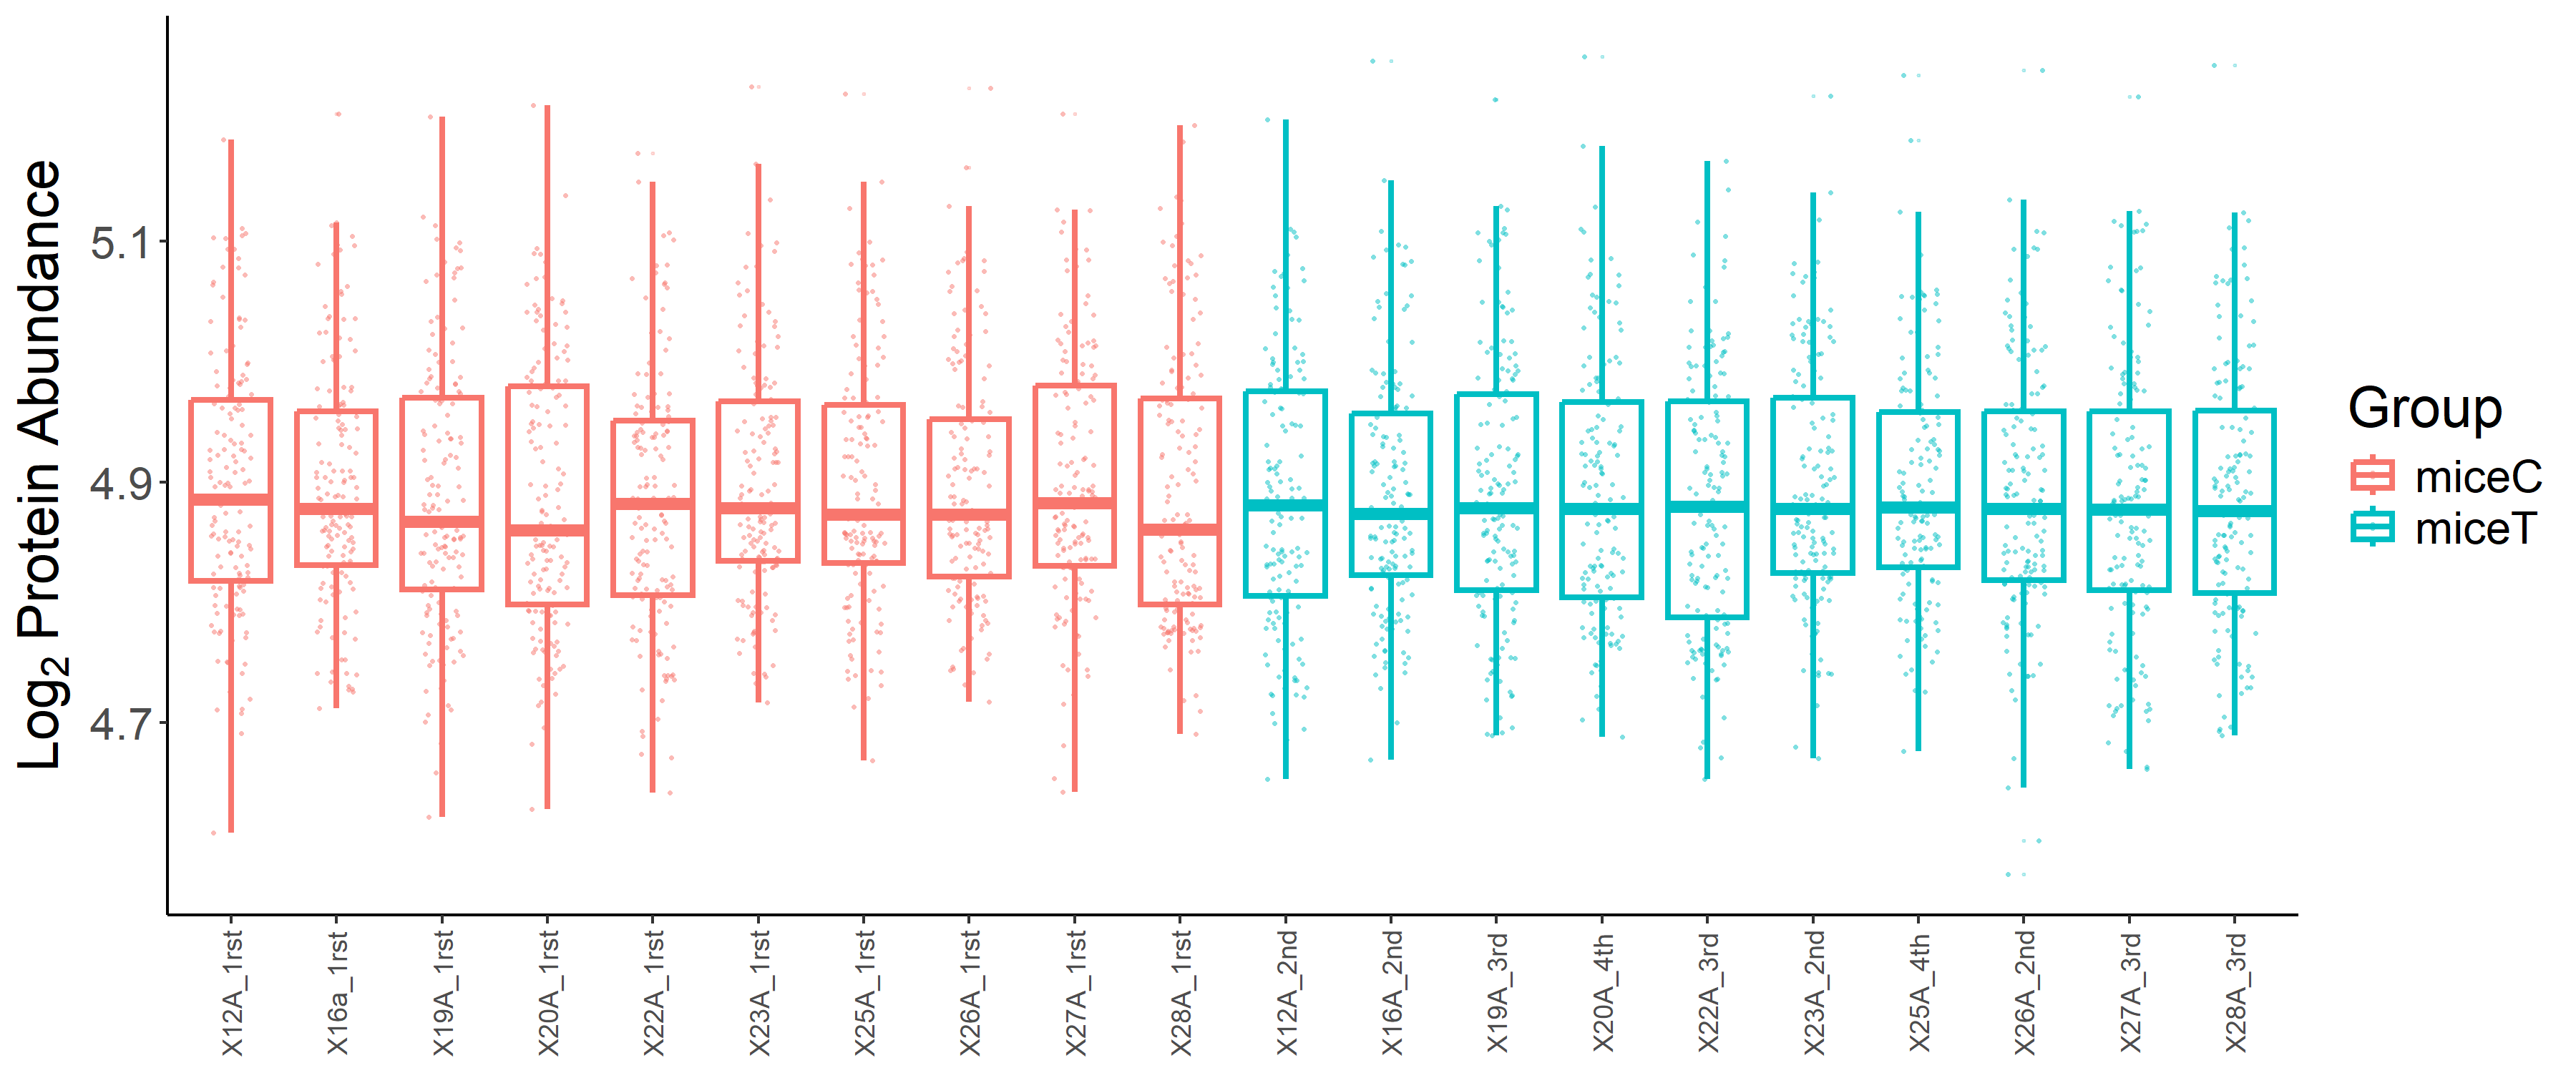 Log2 Protein Abundance
5.1
4.9
4.7
X12A_1rst
X16a_1rst
X19A_1rst
X20A_1rst
X22A_1rst
X23A_1rst
X25A_1rst
X26A_1rst
X27A_1rst
X28A_1rst
X12A_2nd
X16A_2nd
X19A_3rd
X20A_4th
X22A_3rd
X23A_2nd
X25A_4th
X26A_2nd
X27A_3rd
X28A_3rd
Group
miceC
miceT